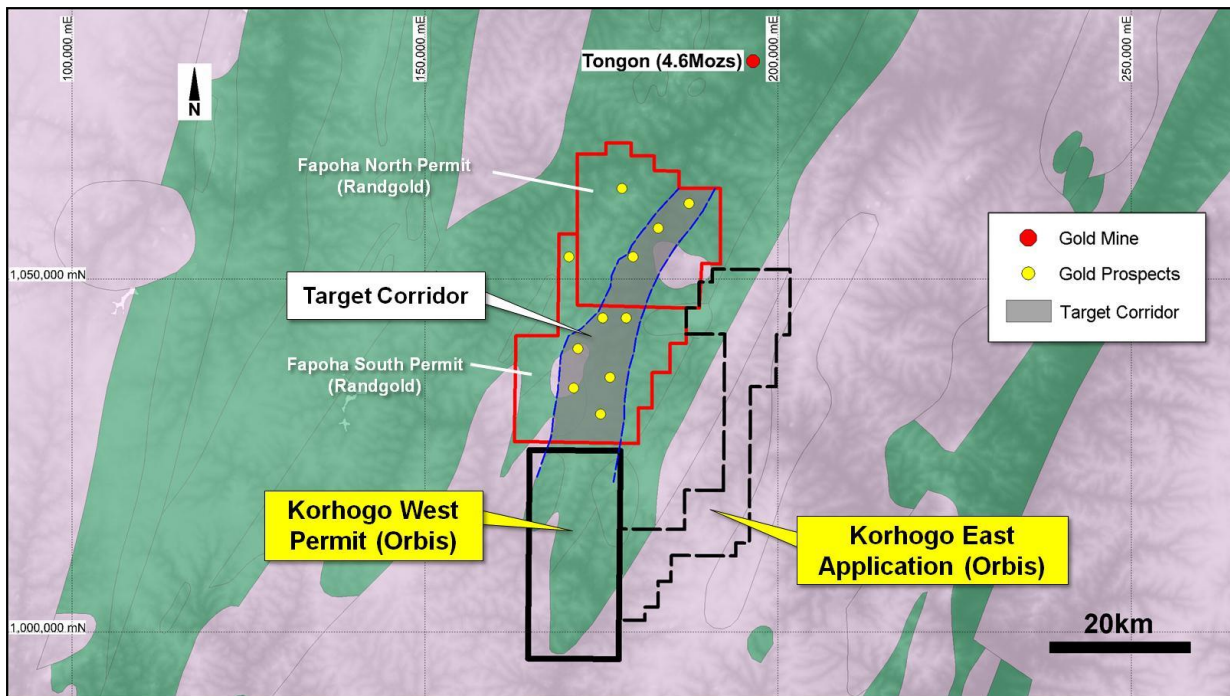 100,000 mE
150,000 mE
200,000 mE
250,000 mE
Tongon (4.6Mozs)
N
Fapoha North Permit
(Randgold)
Gold Mine
Gold Prospects
Target Corridor
1,050,000 mN
Target Corridor
Fapoha South Permit
(Randgold)
Korhogo West
Permit (Orbis)
Korhogo East
Application (Orbis)
1,000,000 mN
20km